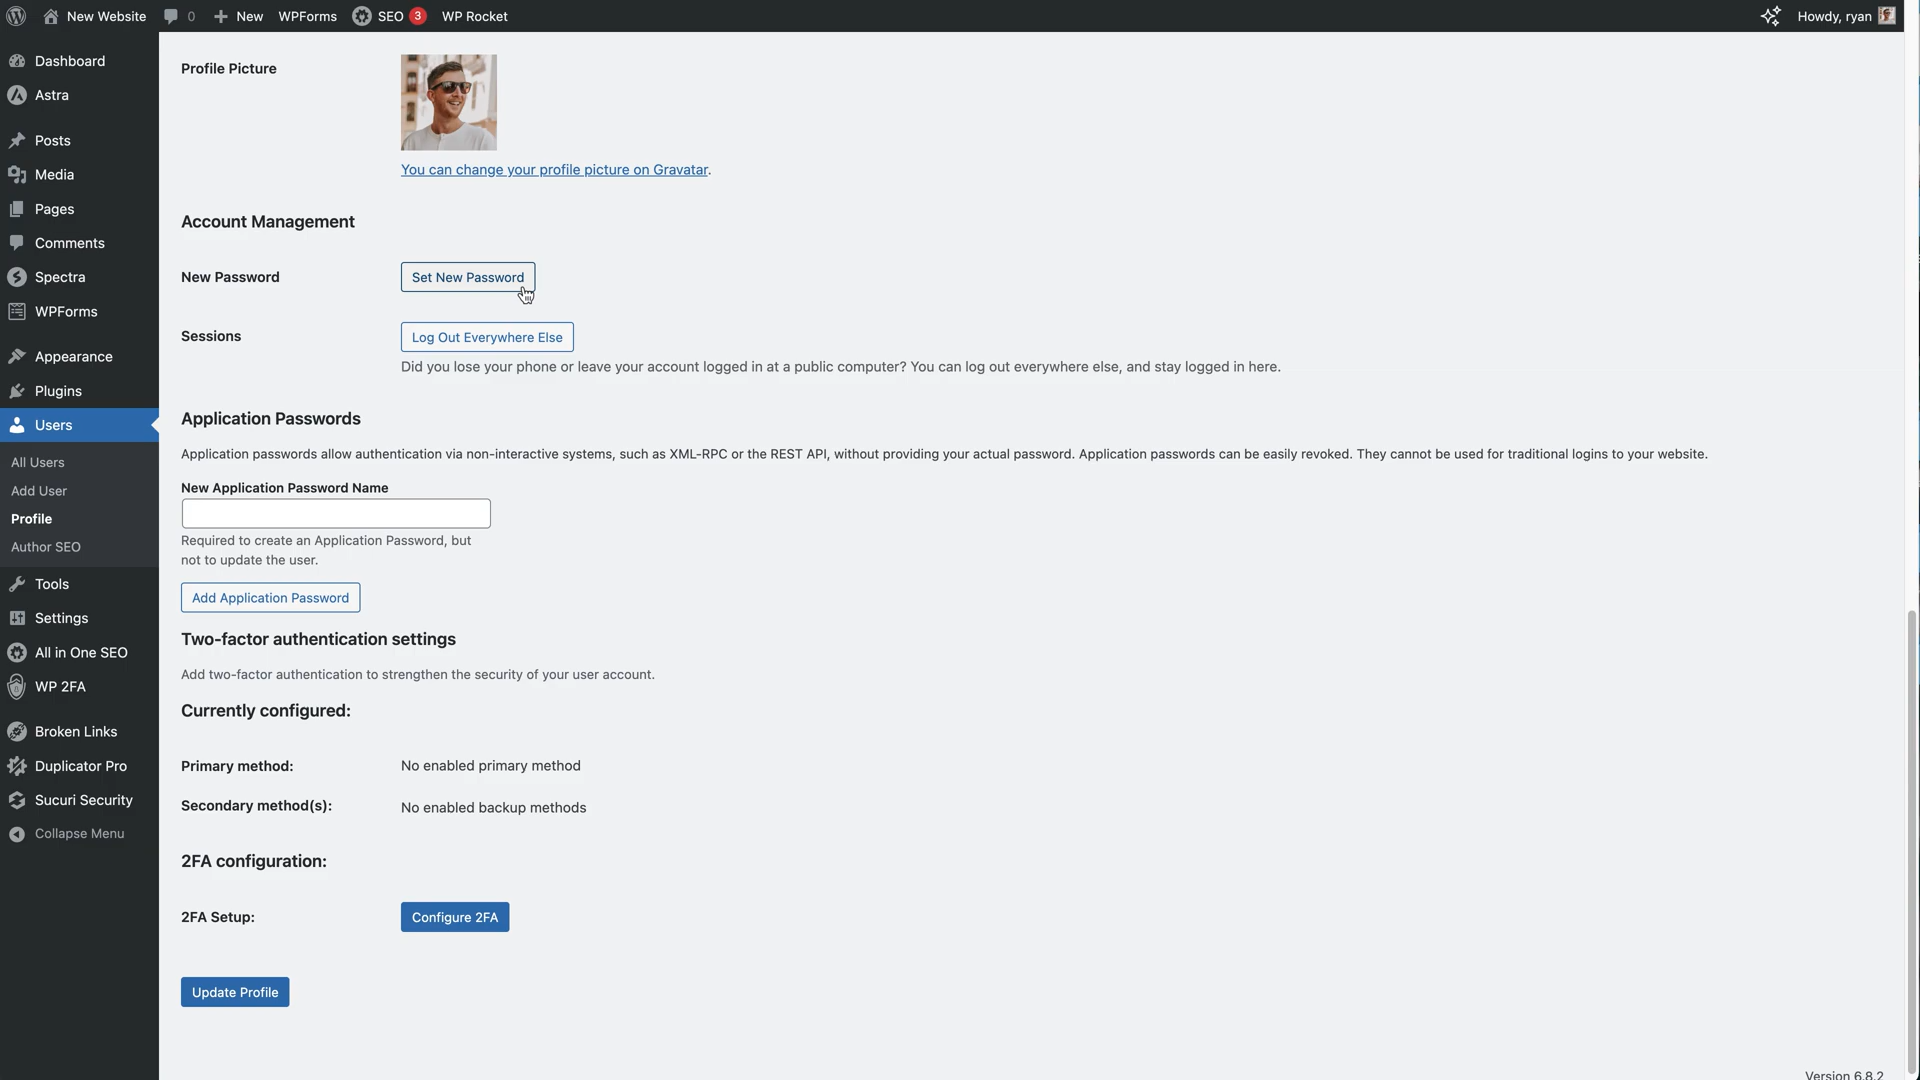 New Website
0
New
WPForms
SEO 3
WP Rocket
Howdy, ryan
Dashboard
Astra
Posts
Media
Pages
Comments
Spectra
WPForms
Appearance
Plugins
Users
All Users
Add User
Profile
Author SEO
Tools
Settings
All in One SEO
WP 2FA
Broken Links
Duplicator Pro
Sucuri Security
Collapse Menu
Profile Picture
You can change your profile picture on Gravatar.
Account Management
New Password
Set New Password
Sessions
Log Out Everywhere Else
Did you lose your phone or leave your account logged in at a public computer? You can log out everywhere else, and stay logged in here.
Application Passwords
Application passwords allow authentication via non-interactive systems, such as XML-RPC or the REST API, without providing your actual password. Application passwords can be easily revoked. They cannot be used for traditional logins to your website.
New Application Password Name
Required to create an Application Password, but
not to update the user.
Add Application Password
Two-factor authentication settings
Add two-factor authentication to strengthen the security of your user account.
Currently configured:
Primary method:
No enabled primary method
Secondary method(s):
No enabled backup methods
2FA configuration:
2FA Setup:
Configure 2FA
Update Profile
Version 6.8.2